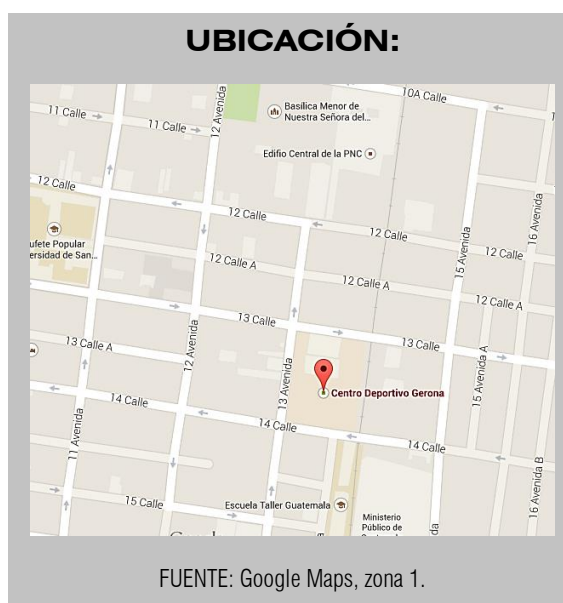 UBICACIÓN:
10A Calle
11 Calle
11 Calle
12 Avenida
Basílica Menor de
Nuestra Señora del...
Edifio Central de la PNC
12 Calle
12 Calle
12 Calle
12 Calle
15 Avenida
16 Avenida
ufete Popular
ersidad de San...
12 Calle A
12 Calle A
12 Calle A
13 Calle
13 Calle
13 Calle A
12 Avenida
13 Avenida
Centro Deportivo Gerona
15 Avenida A
14 Calle
14 Calle
14 Calle
11 Avenida
15 Calle
Escuela Taller Guatemala
Ministerio
Público de
16 Avenida B
FUENTE: Google Maps, zona 1.